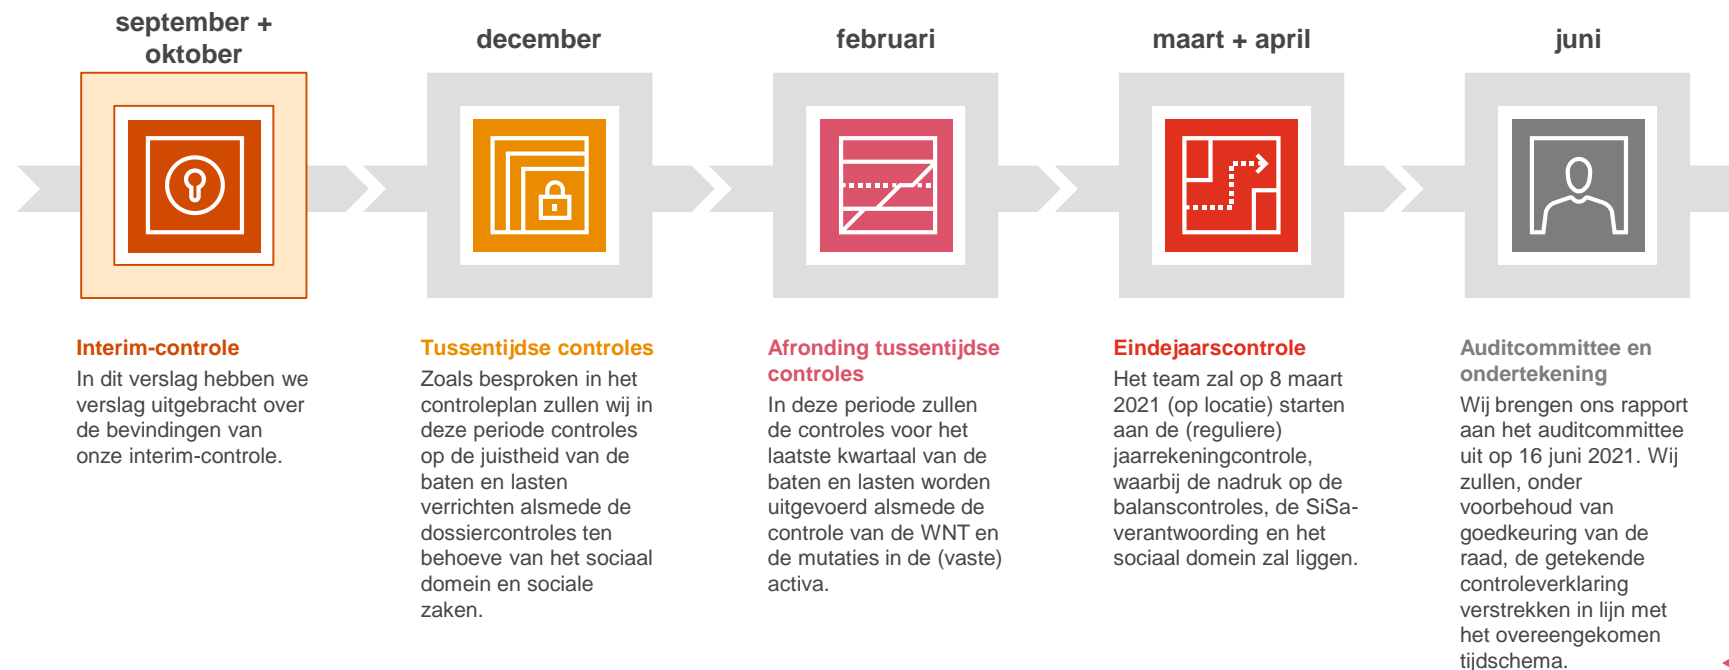 september +
oktober
december
februari
maart + april
juni
Interim-controle
In dit verslag hebben we
verslag uitgebracht over
de bevindingen van
onze interim-controle.
Tussentijdse controles
Zoals besproken in het
controleplan zullen wij in
deze periode controles
op de juistheid van de
baten en lasten
verrichten alsmede de
dossiercontroles ten
behoeve van het sociaal
domein en sociale
zaken.
Afronding tussentijdse
controles
In deze periode zullen
de controles voor het
laatste kwartaal van de
baten en lasten worden
uitgevoerd alsmede de
controle van de WNT en
de mutaties in de (vaste)
activa.
Eindejaarscontrole
Het team zal op 8 maart
2021 (op locatie) starten
aan de (reguliere)
jaarrekeningcontrole,
waarbij de nadruk op de
balanscontroles, de SiSa-
verantwoording en het
sociaal domein zal liggen.
Auditcommittee en
ondertekening
Wij brengen ons rapport
aan het auditcommittee
uit op 16 juni 2021. Wij
zullen, onder
voorbehoud van
goedkeuring van de
raad, de getekende
controleverklaring
verstrekken in lijn met
het overeengekomen
tijdschema.